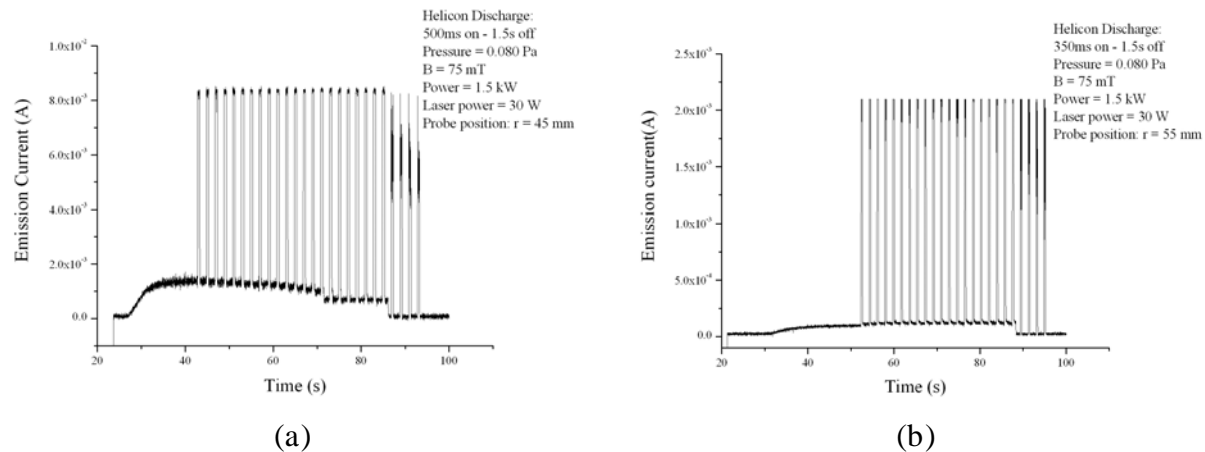 Helicon Discharge:
500ms on - 1.5s off
Pressure = 0.080 Pa
B = 75 mT
Power = 1.5 kW
Laser power = 30 W
Probe position: r = 45 mm
1.0x10⁻²
8.0x10⁻³
6.0x10⁻³
4.0x10⁻³
2.0x10⁻³
0.0
Emission Current (A)
20 40 60 80 100
Time (s)
(a)
Helicon Discharge:
350ms on - 1.5s off
Pressure = 0.080 Pa
B = 75 mT
Power = 1.5 kW
Laser power = 30 W
Probe position: r = 55 mm
2.5x10⁻³
2.0x10⁻³
1.5x10⁻³
1.0x10⁻³
5.0x10⁻⁴
0.0
Emission current(A)
20 40 60 80 100
Time (s)
(b)